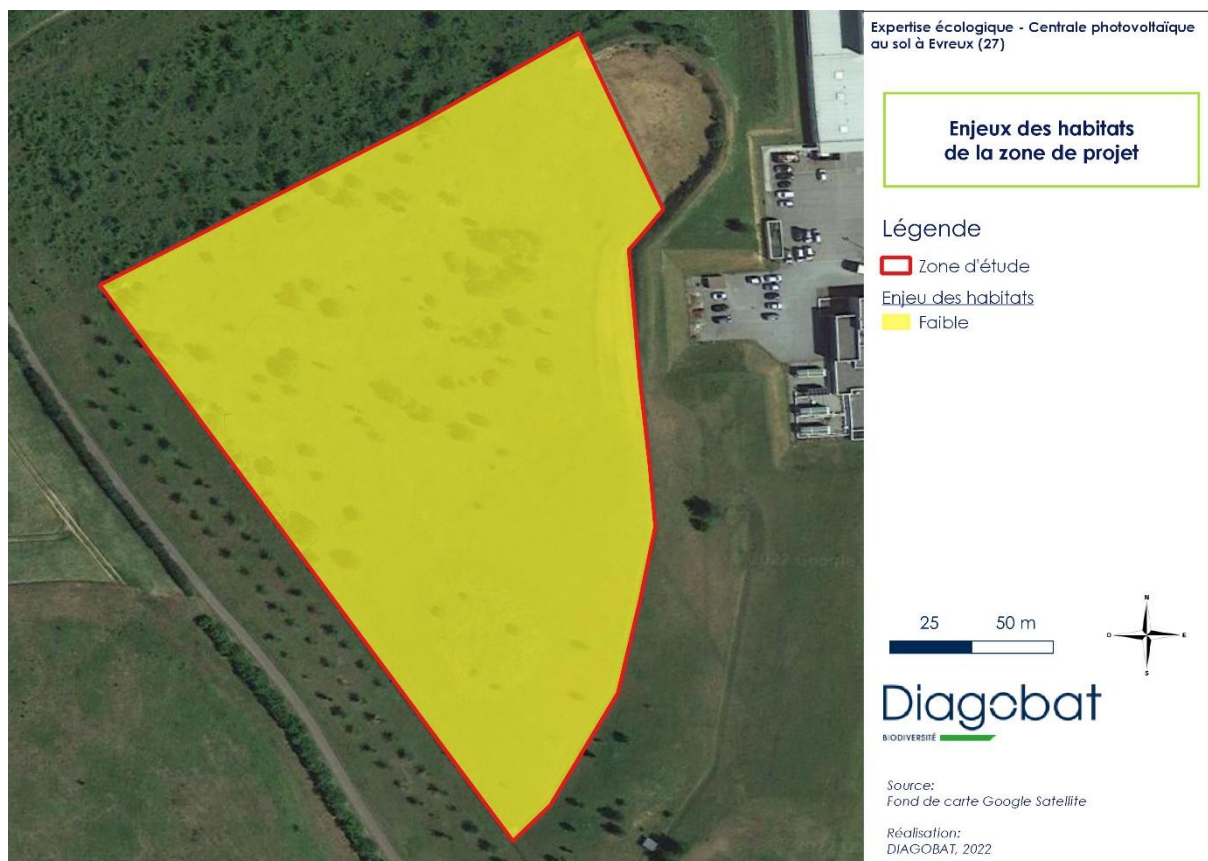 Expertise écologique - Centrale photovoltaïque
au sol à Evreux (27)
Enjeux des habitats
de la zone de projet
Légende
Zone d'étude
Enjeu des habitats
Faible
25 50 m
N
O E
S
Diagobat
BIODIVERSITÉ
Source:
Fond de carte Google Satellite
Réalisation:
DIAGOBAT, 2022